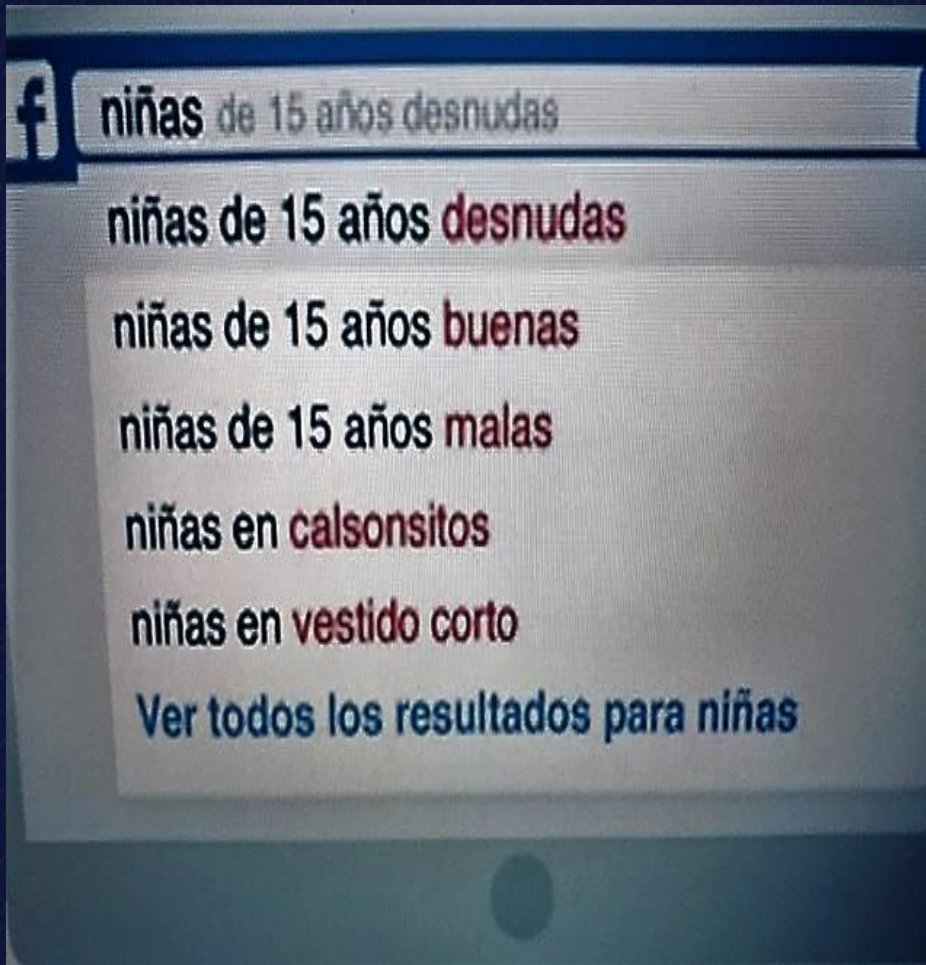 f niñas de 15 años desnudas
niñas de 15 años desnudas
niñas de 15 años buenas
niñas de 15 años malas
niñas en calsonsitos
niñas en vestido corto
Ver todos los resultados para niñas